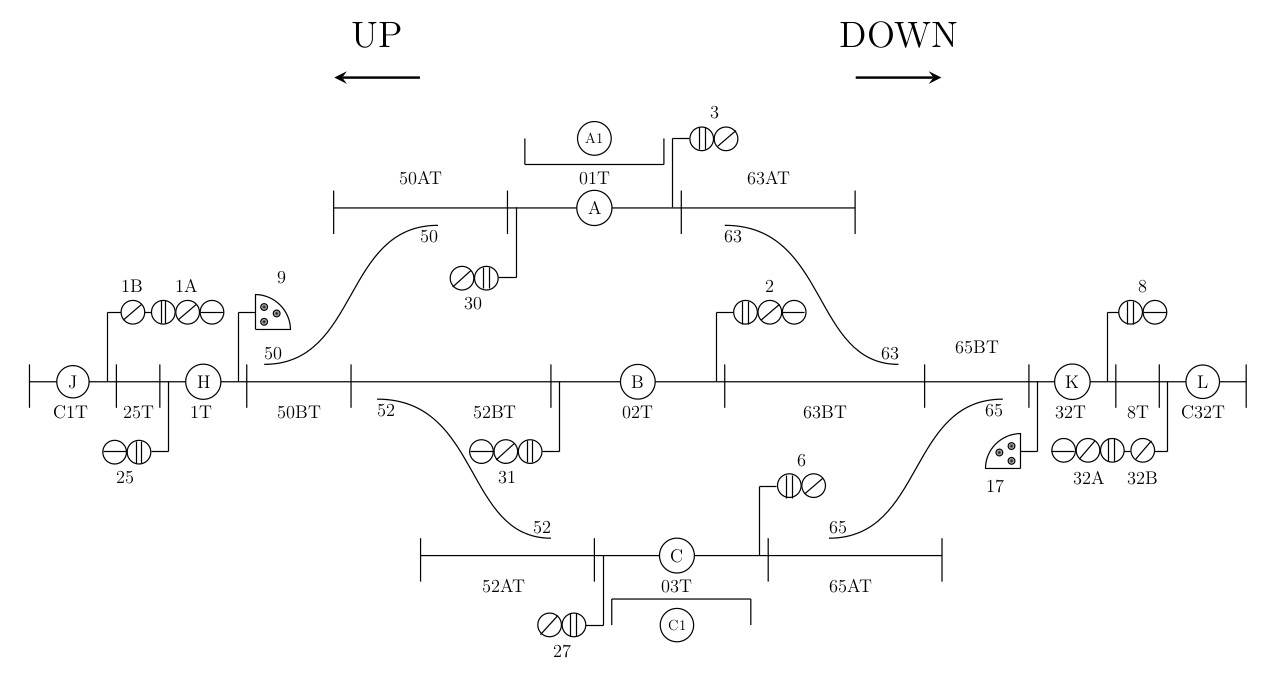 UP
DOWN
3
A1
50AT
01T
63AT
A
50
63
1B
1A
9
30
2
8
50
63
65BT
J
H
B
K
L
C1T
25T
1T
50BT
52
52BT
02T
63BT
65
32T
8T
C32T
25
31
6
17
32A
32B
52
65
C
52AT
03T
65AT
C1
27